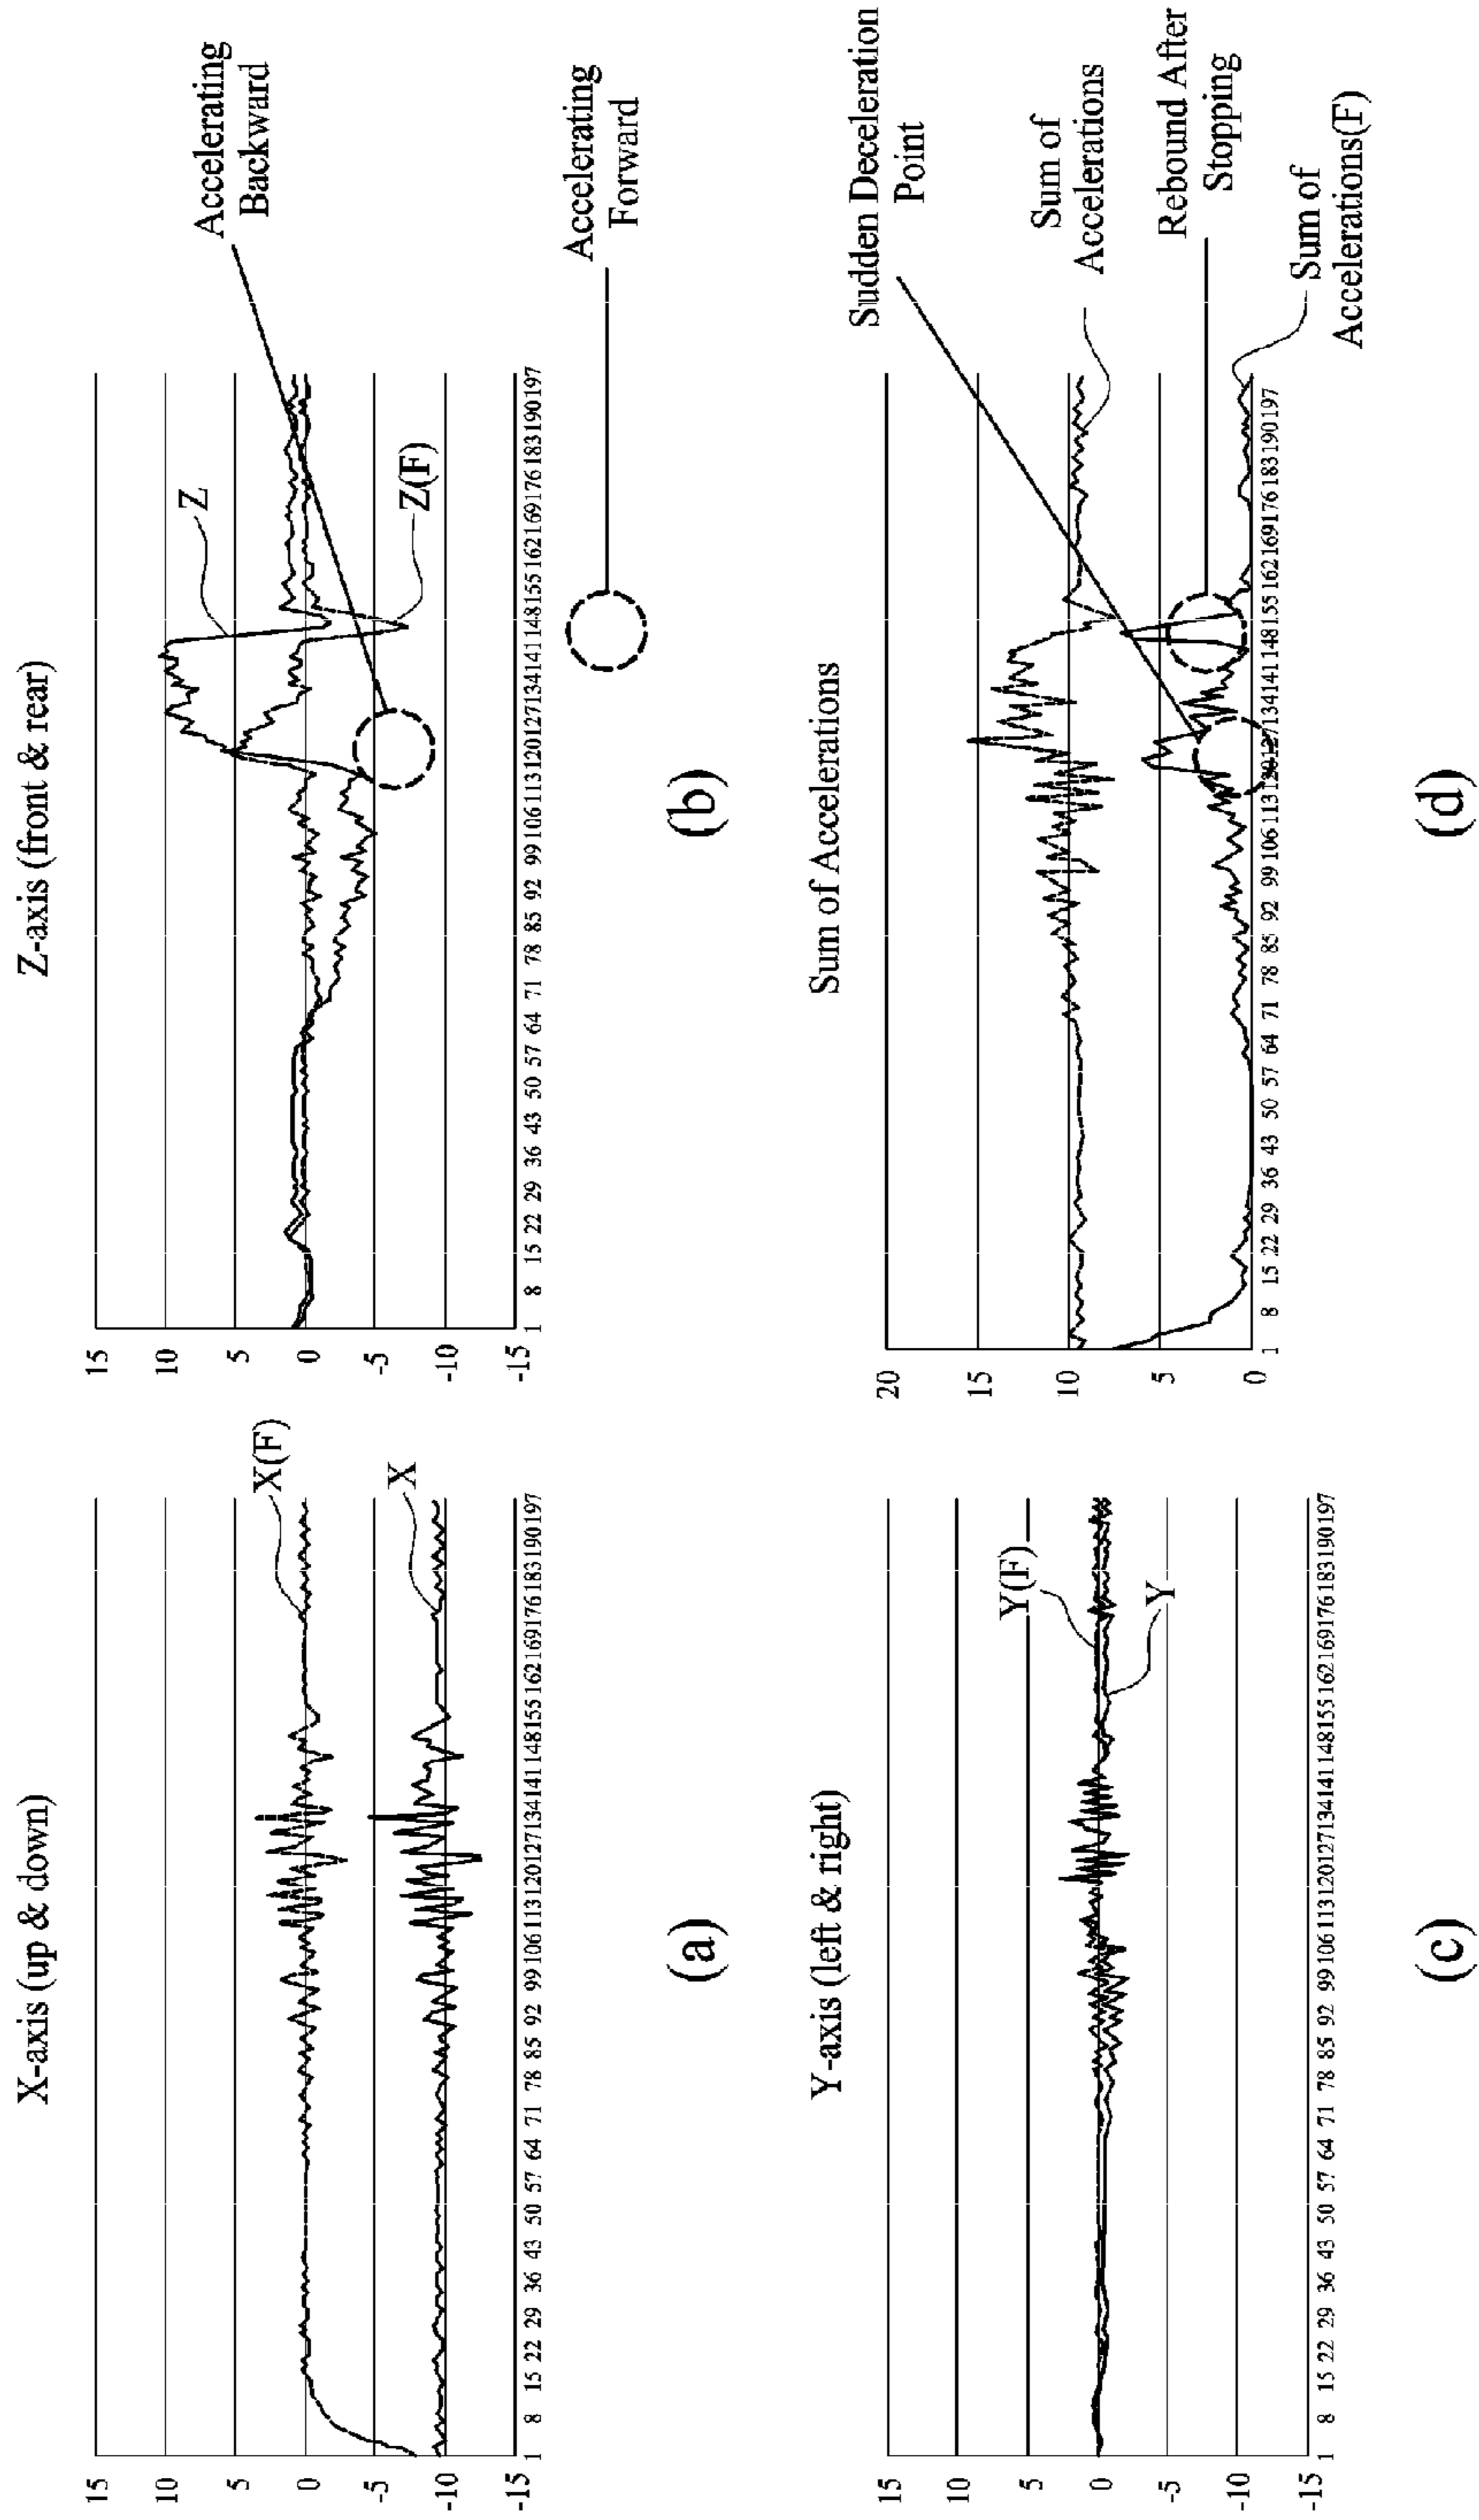 X-axis (up & down)
15
10
5
0
-5
-10
-15
X(F)
X
1 8 15 22 29 36 43 50 57 64 71 78 85 92 99 106 113 120 127 134 141 148 155 162 169 176 183 190 197
(a)
Z-axis (front & rear)
15
10
5
0
-5
-10
-15
Z
Z(F)
Accelerating
Backward
Accelerating
Forward
1 8 15 22 29 36 43 50 57 64 71 78 85 92 99 106 113 120 127 134 141 148 155 162 169 176 183 190 197
(b)
Y-axis (left & right)
15
10
5
0
-5
-10
-15
Y(F)
Y
1 8 15 22 29 36 43 50 57 64 71 78 85 92 99 106 113 120 127 134 141 148 155 162 169 176 183 190 197
(c)
Sum of Accelerations
20
15
10
5
0
Sudden Deceleration
Point
Sum of
Accelerations
Rebound After
Stopping
Sum of
Accelerations(F)
1 8 15 22 29 36 43 50 57 64 71 78 85 92 99 106 113 120 127 134 141 148 155 162 169 176 183 190 197
(d)